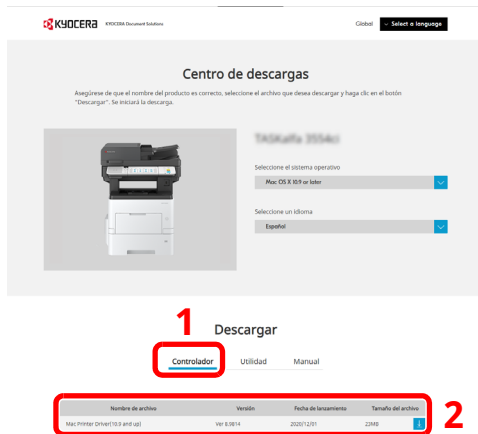 KYOCERA KYOCERA Document Solutions
Global Select a language
Centro de descargas
Asegúrese de que el nombre del producto es correcto, seleccione el archivo que desea descargar y haga clic en el botón
"Descargar". Se iniciará la descarga.
Seleccione el sistema operativo
Mac OS X 10.9 or later
Seleccione un idioma
Español
1
Descargar
Controlador Utilidad Manual
Nombre de archivo Versión Fecha de lanzamiento Tamaño del archivo
Mac Printer Driver(10.9 and up) Ver 8.9814 2020/12/01 23MB
2